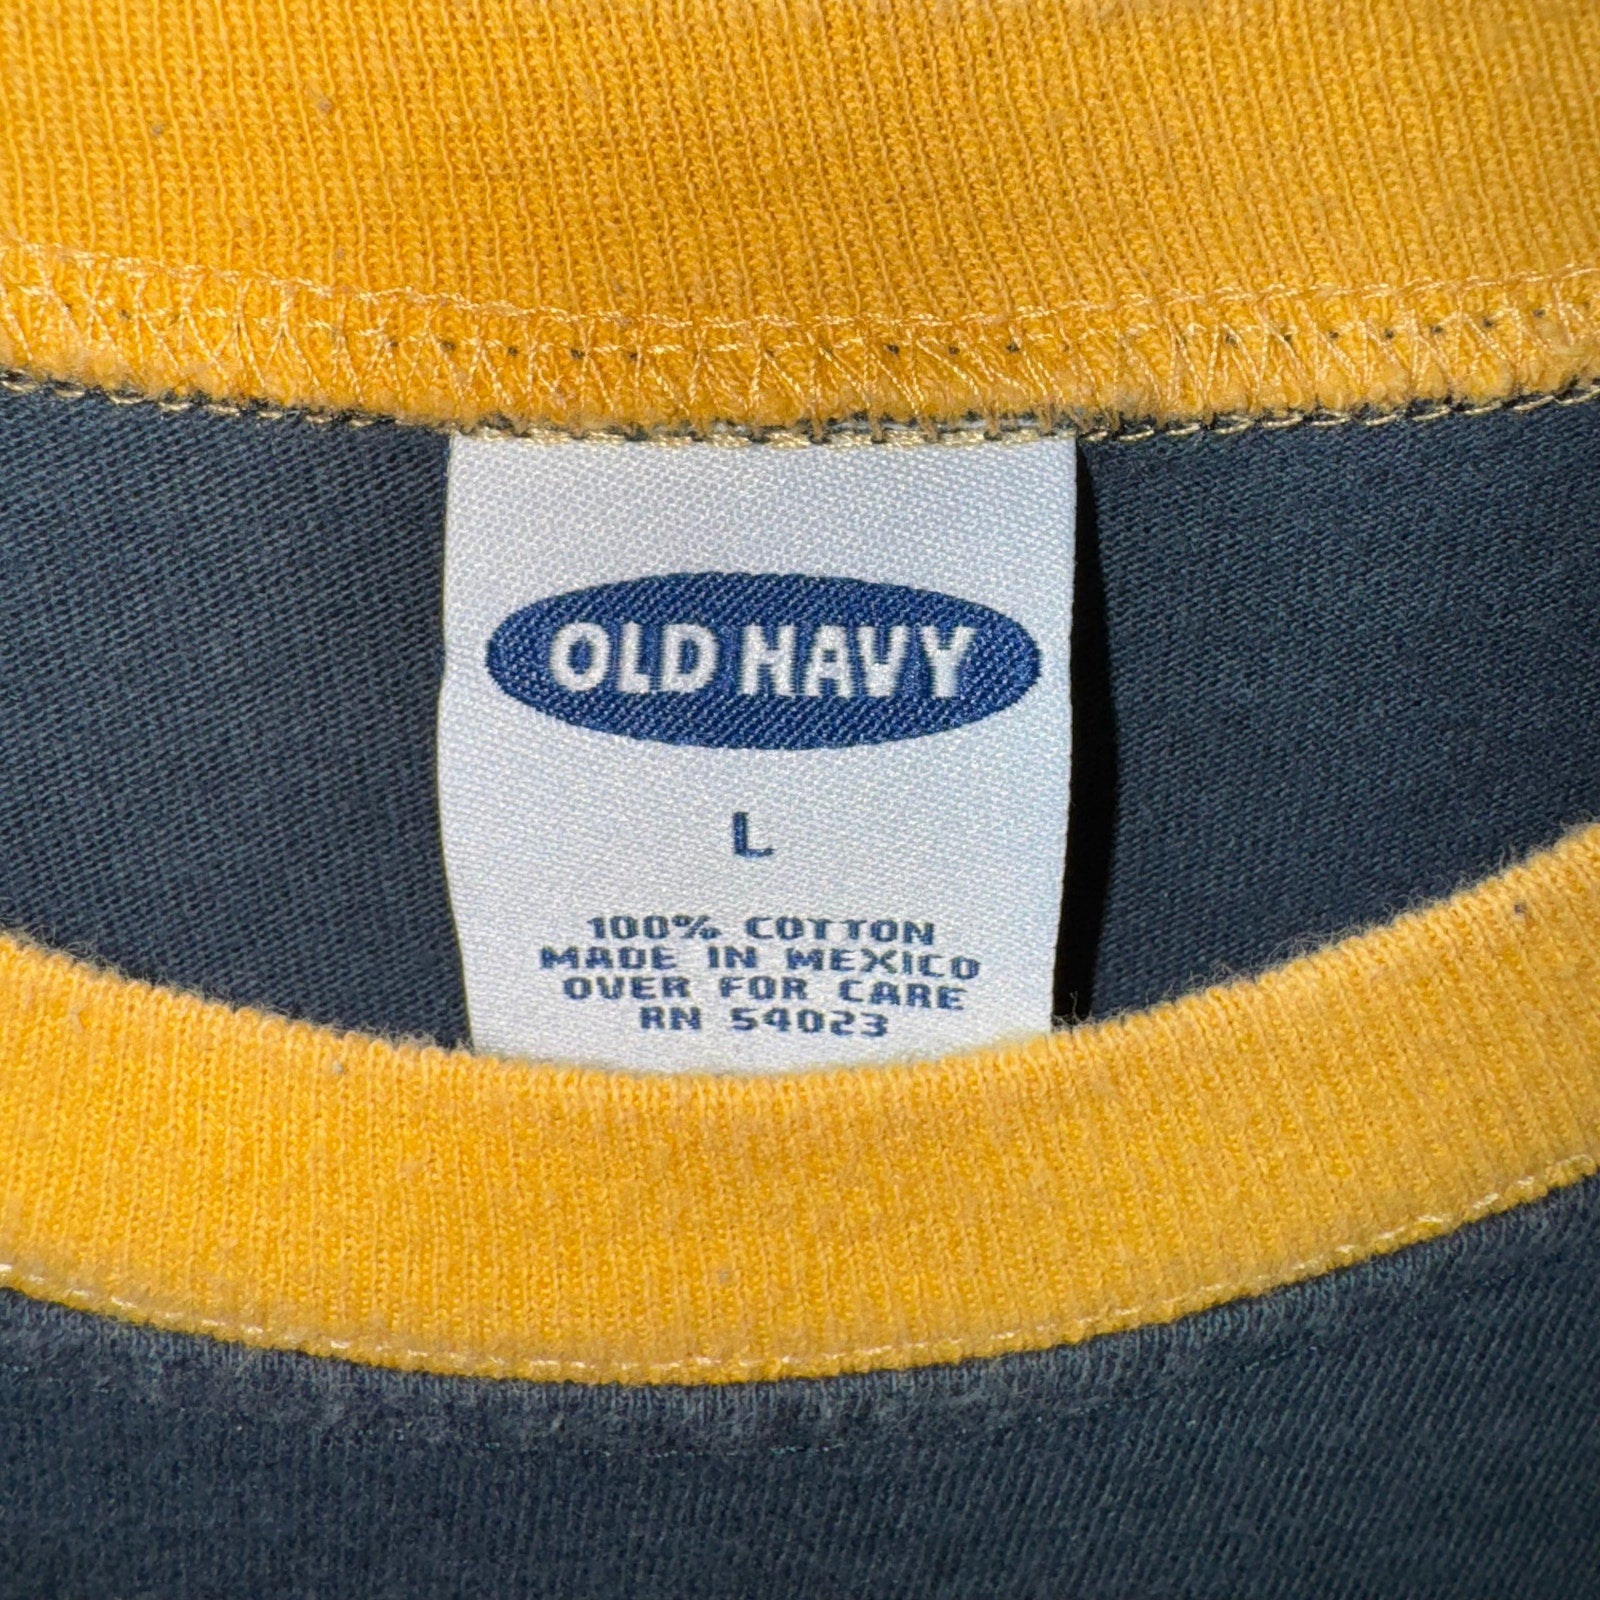 OLD NAVY
L
100% COTTON
MADE IN MEXICO
OVER FOR CARE
RN 54023